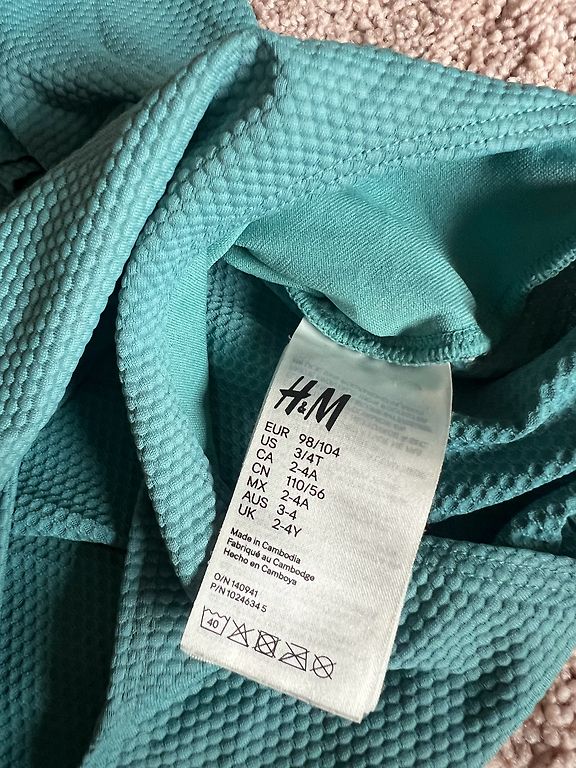 H&M
EUR 98/104
US 3/4T
CA 2-4A
CN 110/56
MX 2-4A
AUS 3-4
UK 2-4Y
Made in Cambodia
Fabriqué au Cambodge
Hecho en Camboya
O/N 140941
P/N 1024634 5
40